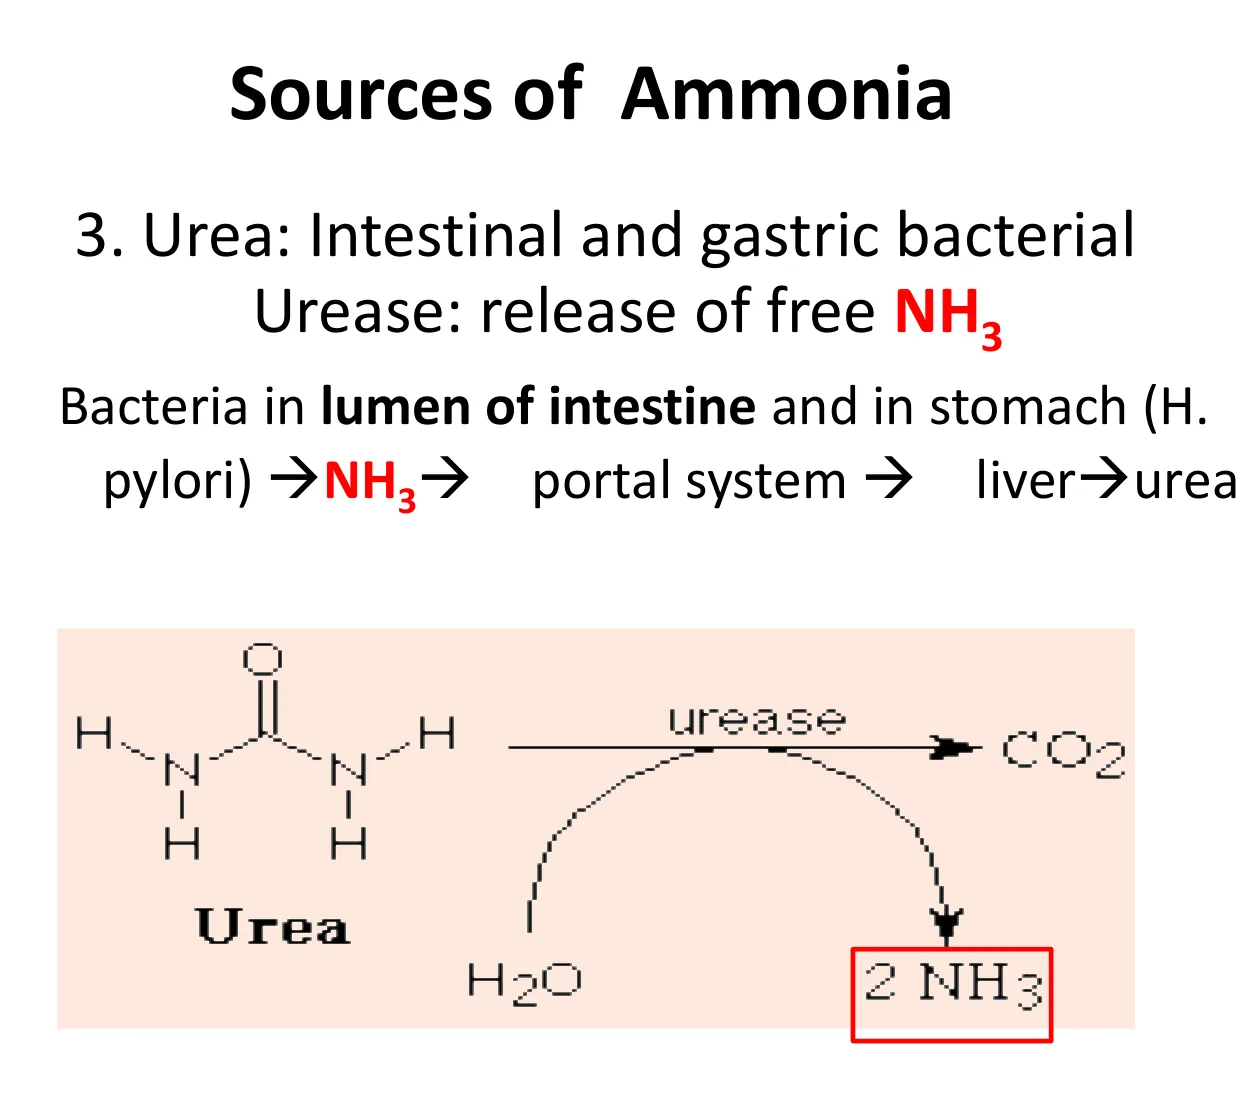 Sources of Ammonia
3. Urea: Intestinal and gastric bacterial
Urease: release of free NH₃
Bacteria in lumen of intestine and in stomach (H.
pylori) →NH₃→ portal system → liver→urea
O
H H
N N
H H
urease
CO2
Urea
H2O
2 NH3